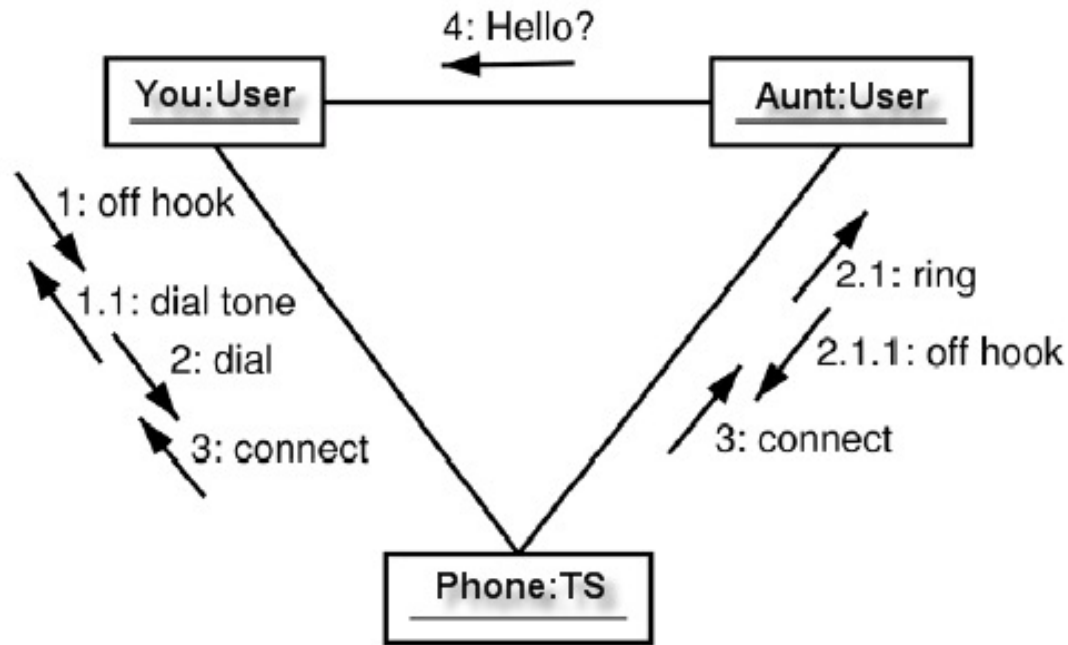 4: Hello?
You:User
Aunt:User
1: off hook
1.1: dial tone
2: dial
3: connect
2.1: ring
2.1.1: off hook
3: connect
Phone:TS